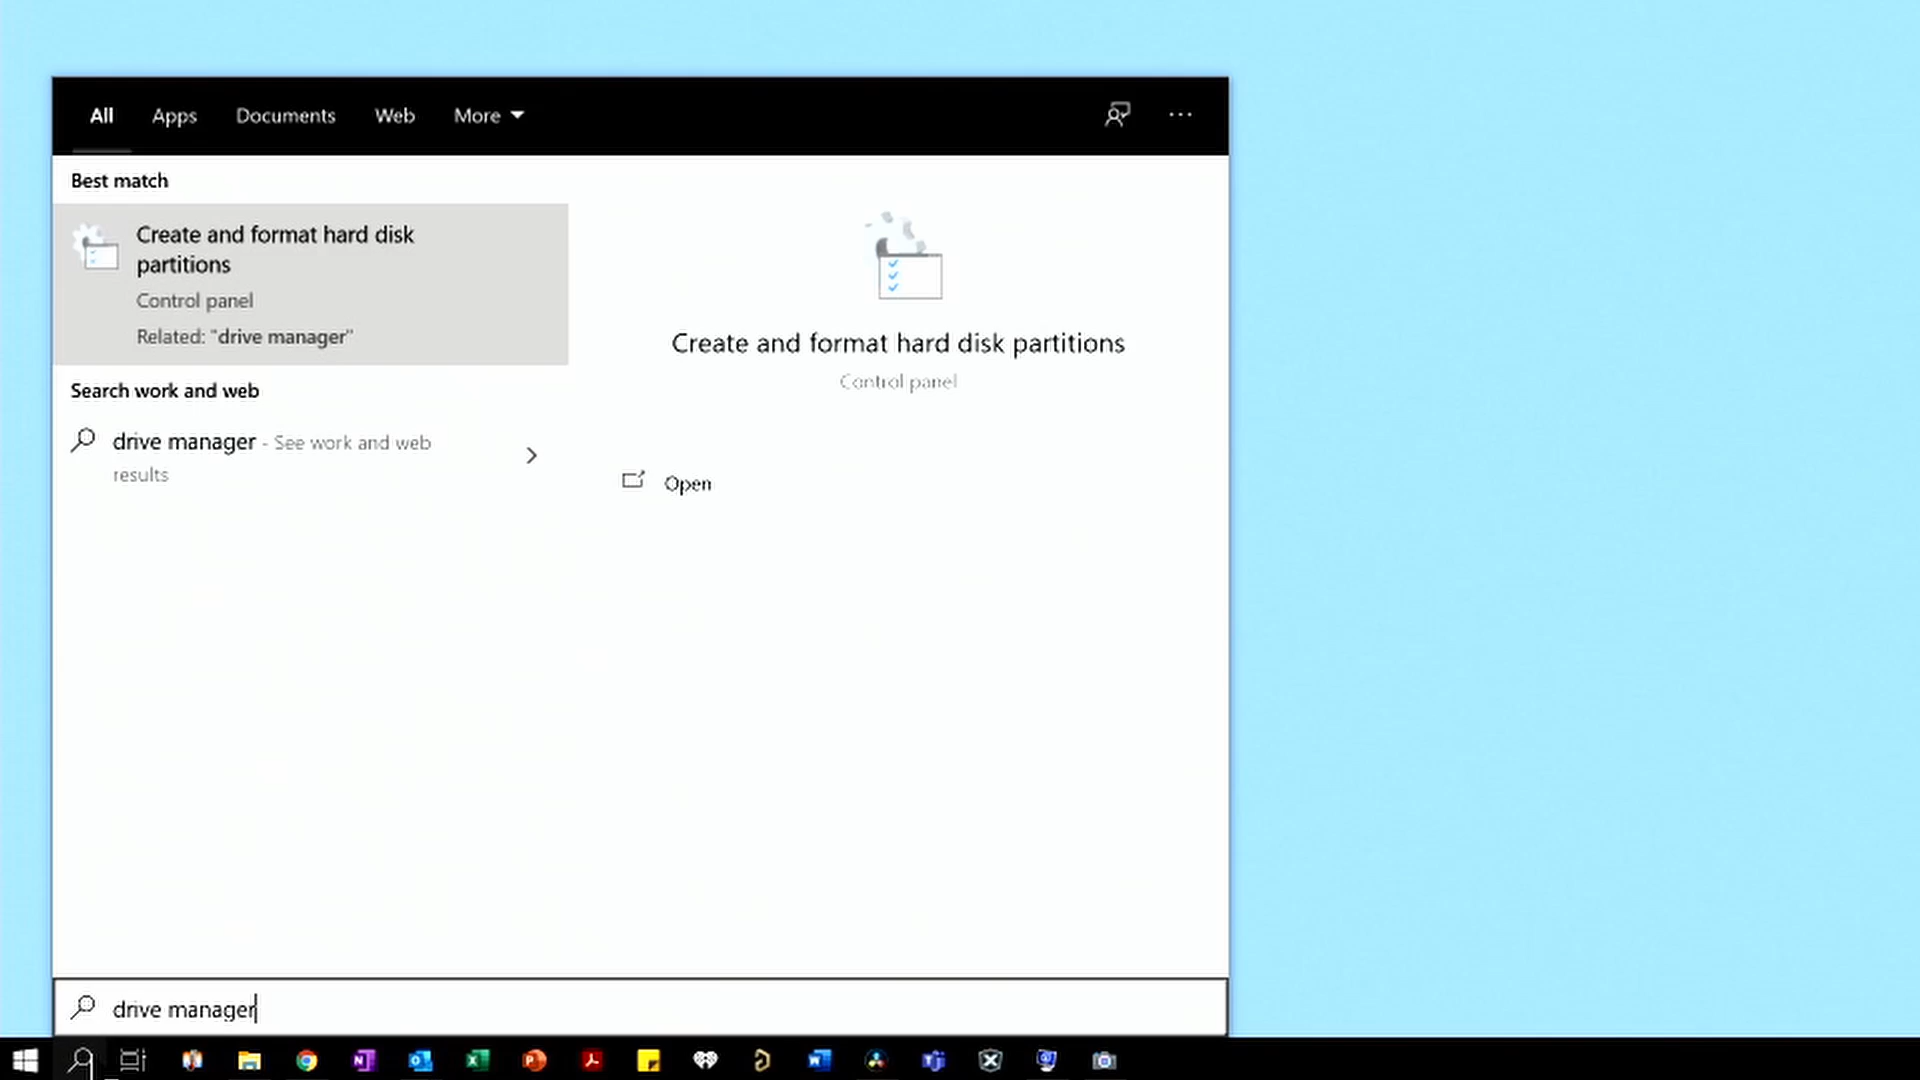 All Apps Documents Web More
Best match
Create and format hard disk
partitions
Control panel
Related: "drive manager"
Search work and web
drive manager - See work and web
results
Create and format hard disk partitions
Control panel
Open
drive manager